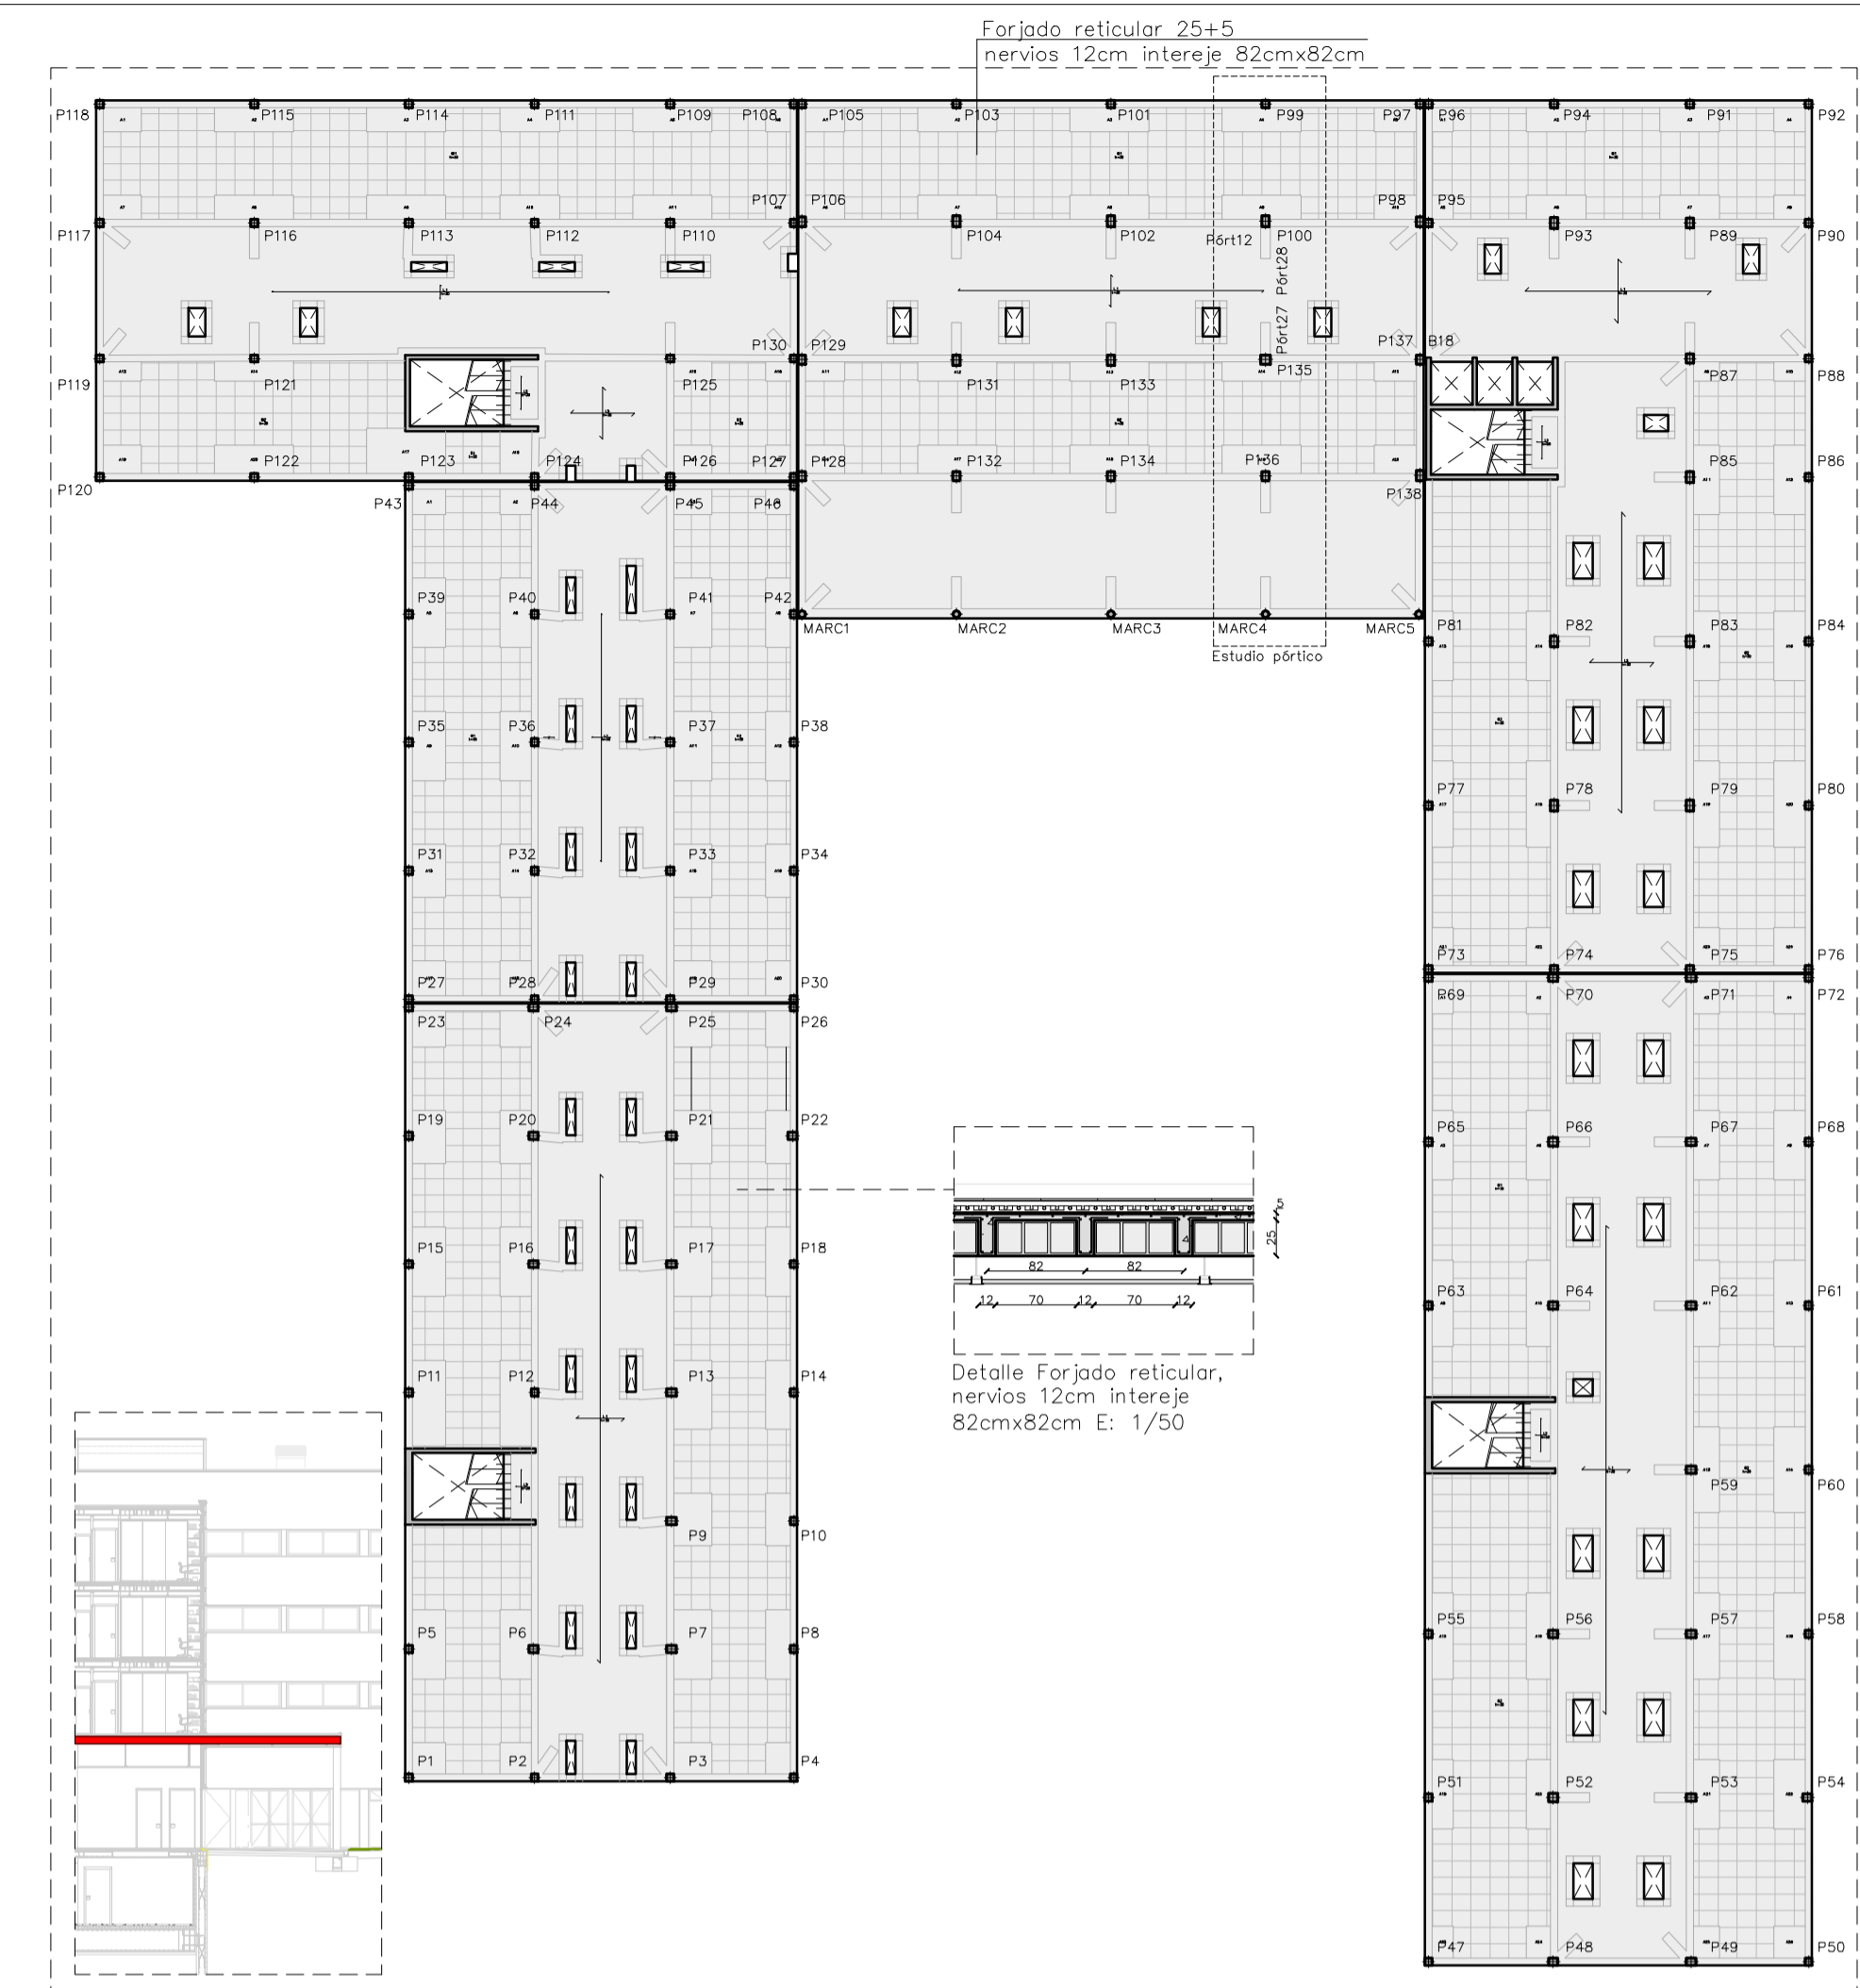 Forjado reticular 25+5
nervios 12cm intereje 82cmx82cm
P118 P115 P114 P111 P109 P108 P105 P103 P101 P99 P97 P96 P94 P91 P92
P107 P106 P98 P95
P117 P116 P113 P112 P110 P104 P102 Pórt12 P100 P93 P89 P90
Pórt27 Pórt28
P130 P129 P137 B18
P119 P121 P125 P131 P133 P135 P87 P88
P120 P122 P123 P124 P126 P127 P128 P132 P134 P136 P138 P85 P86
P43 P44 P45 P46
P39 P40 P41 P42
MARC1 MARC2 MARC3 MARC4 MARC5
Estudio pórtico
P81 P82 P83 P84
P35 P36 P37 P38
P77 P78 P79 P80
P31 P32 P33 P34
P73 P74 P75 P76
P27 P28 P29 P30
P69 P70 P71 P72
P23 P24 P25 P26
P19 P20 P21 P22
P65 P66 P67 P68
P15 P16 P17 P18
5
25
82 82
12 70 12 70 12
P63 P64 P62 P61
Detalle Forjado reticular,
nervios 12cm intereje
82cmx82cm E: 1/50
P11 P12 P13 P14
P59 P60
P9 P10
P55 P56 P57 P58
P5 P6 P7 P8
P1 P2 P3 P4
P51 P52 P53 P54
P47 P48 P49 P50